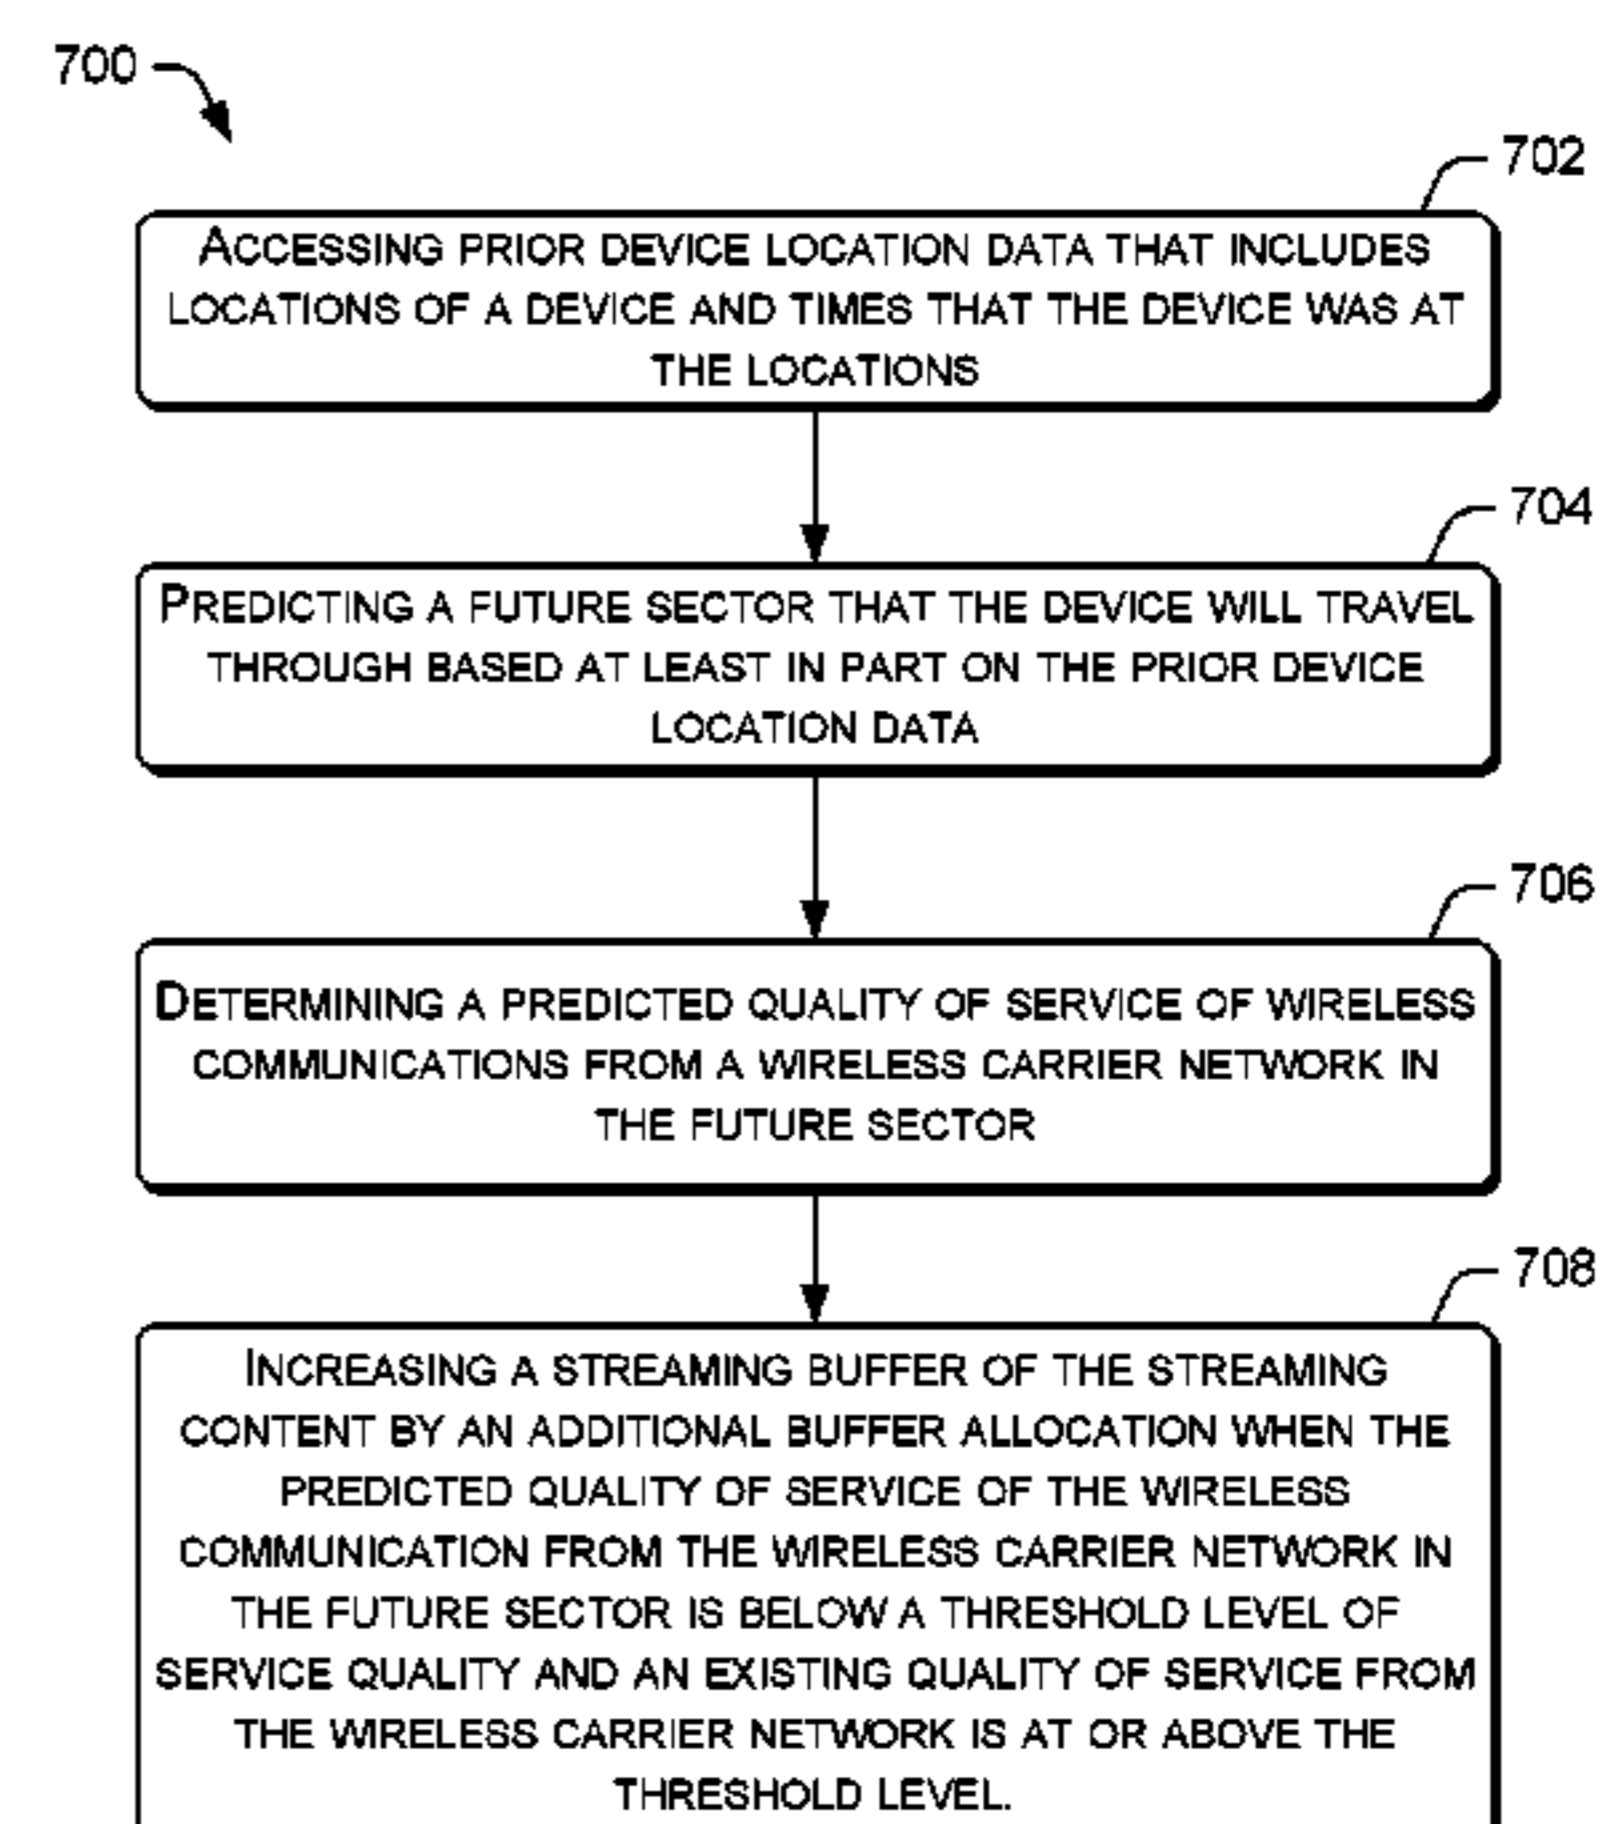 700
702
ACCESSING PRIOR DEVICE LOCATION DATA THAT INCLUDES
LOCATIONS OF A DEVICE AND TIMES THAT THE DEVICE WAS AT
THE LOCATIONS
704
PREDICTING A FUTURE SECTOR THAT THE DEVICE WILL TRAVEL
THROUGH BASED AT LEAST IN PART ON THE PRIOR DEVICE
LOCATION DATA
706
DETERMINING A PREDICTED QUALITY OF SERVICE OF WIRELESS
COMMUNICATIONS FROM A WIRELESS CARRIER NETWORK IN
THE FUTURE SECTOR
708
INCREASING A STREAMING BUFFER OF THE STREAMING
CONTENT BY AN ADDITIONAL BUFFER ALLOCATION WHEN THE
PREDICTED QUALITY OF SERVICE OF THE WIRELESS
COMMUNICATION FROM THE WIRELESS CARRIER NETWORK IN
THE FUTURE SECTOR IS BELOW A THRESHOLD LEVEL OF
SERVICE QUALITY AND AN EXISTING QUALITY OF SERVICE FROM
THE WIRELESS CARRIER NETWORK IS AT OR ABOVE THE
THRESHOLD LEVEL.